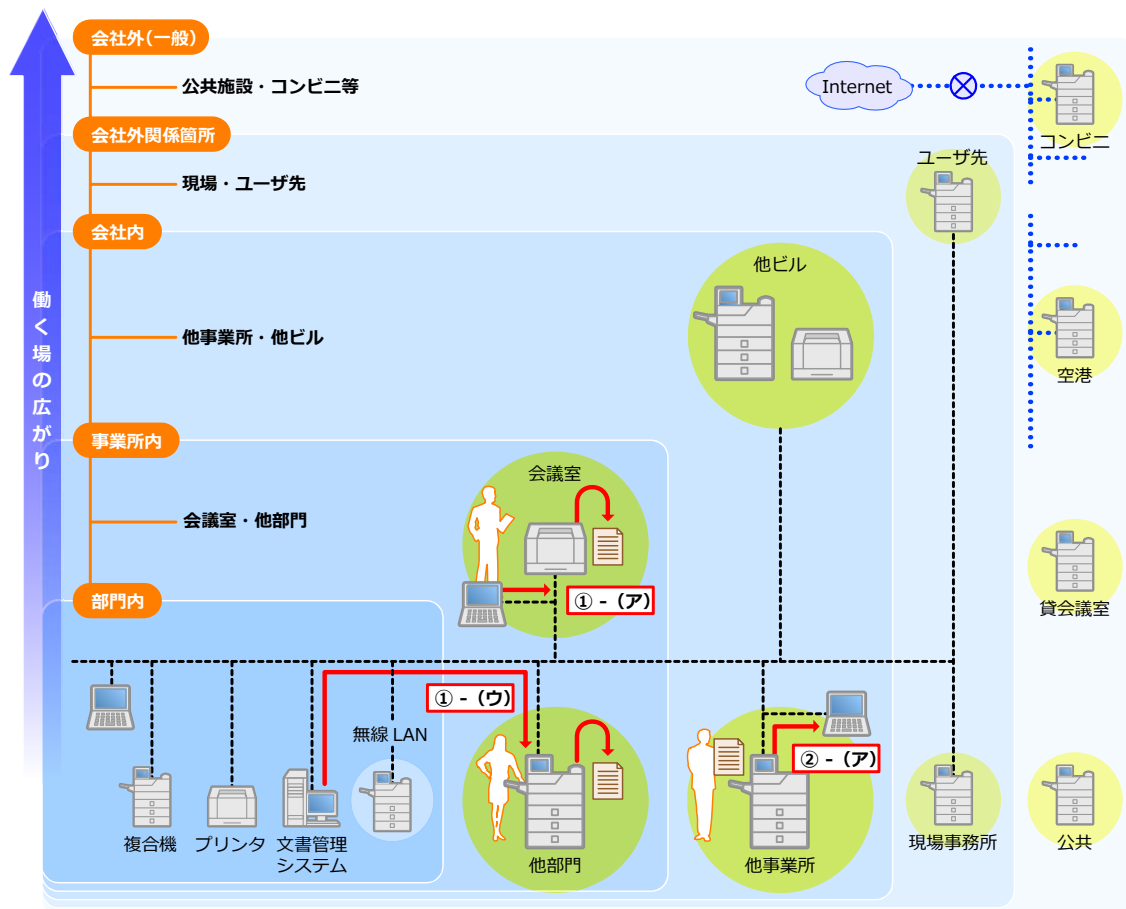 会社外（一般）
公共施設・コンビニ等
Internet
コンビニ
会社外関係箇所
ユーザ先
現場・ユーザ先
会社内
他ビル
働く場の広がり
他事業所・他ビル
空港
事業所内
会議室
会議室・他部門
① -（ア）
部門内
貸会議室
① -（ウ）
無線 LAN
② -（ア）
複合機
プリンタ
文書管理
システム
他部門
他事業所
現場事務所
公共